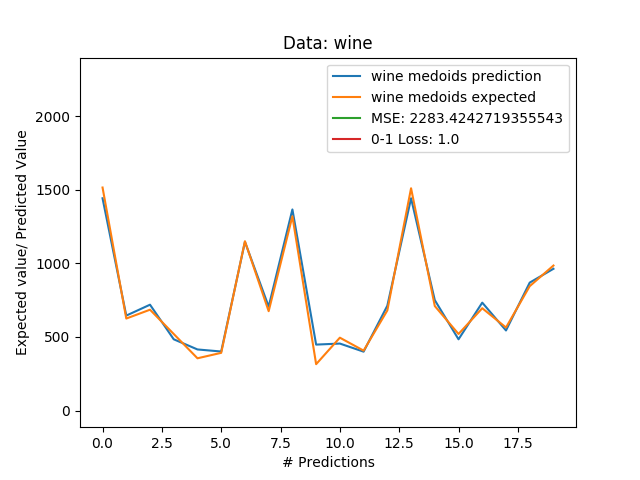 Data: wine
wine medoids prediction
wine medoids expected
MSE: 2283.4242719355543
0-1 Loss: 1.0
Expected value/ Predicted Value
2000
1500
1000
500
0
0.0 2.5 5.0 7.5 10.0 12.5 15.0 17.5
# Predictions